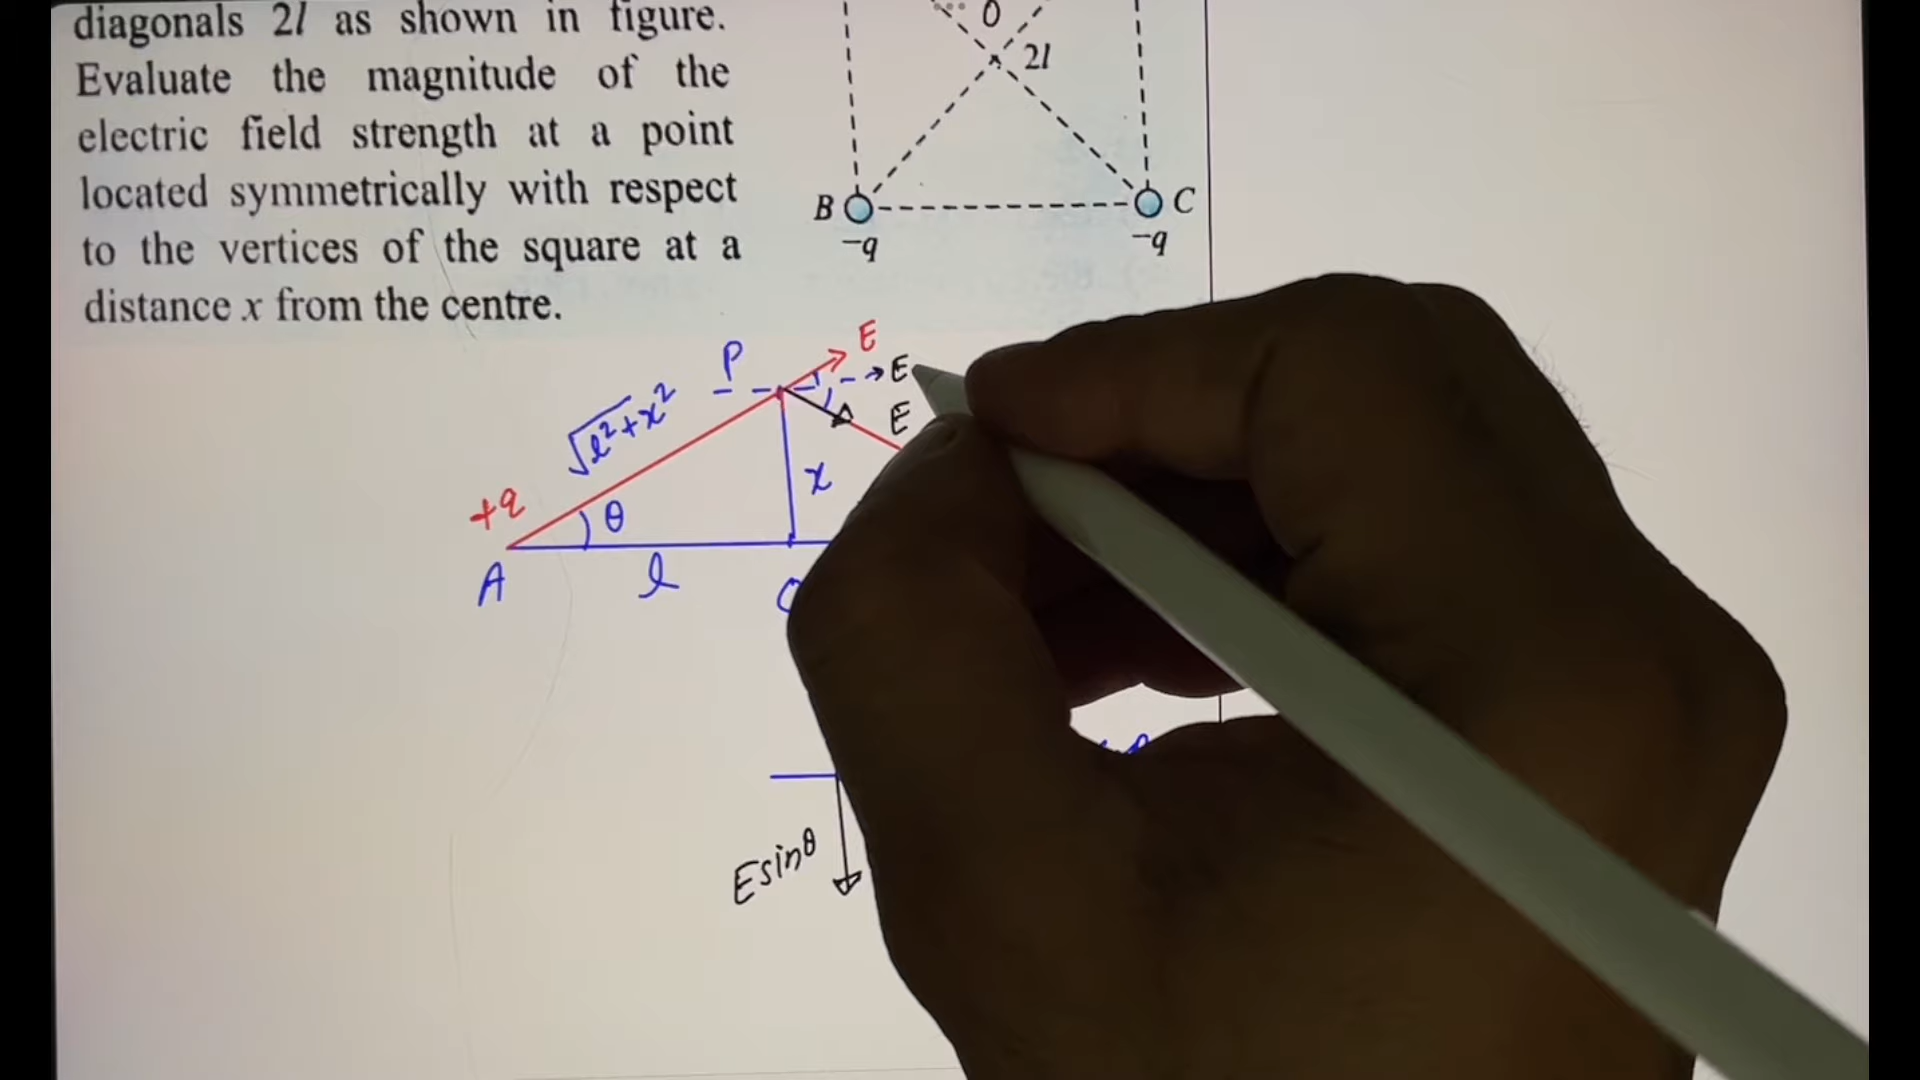 diagonals 2l as shown in figure.
Evaluate the magnitude of the
electric field strength at a point
located symmetrically with respect
to the vertices of the square at a
distance x from the centre.
O
2l
B
C
-q
-q
P
E
E
E
√l²+x²
x
+q
θ
A
l
E sinθ